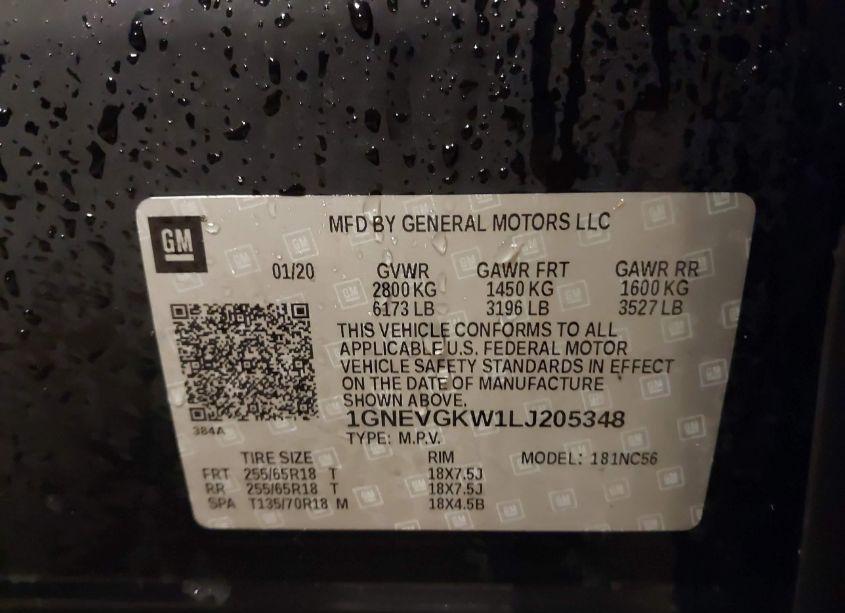 GM
MFD BY GENERAL MOTORS LLC
01/20 GVWR GAWR FRT GAWR RR
2800 KG 1450 KG 1600 KG
6173 LB 3196 LB 3527 LB
THIS VEHICLE CONFORMS TO ALL
APPLICABLE U.S. FEDERAL MOTOR
VEHICLE SAFETY STANDARDS IN EFFECT
ON THE DATE OF MANUFACTURE
SHOWN ABOVE.
1GNEVGKW1LJ205348
384A
TYPE: M.P.V.
TIRE SIZE RIM MODEL: 181NC56
FRT 255/65R18 T 18X7.5J
RR 255/65R18 T 18X7.5J
SPA T135/70R18 M 18X4.5B